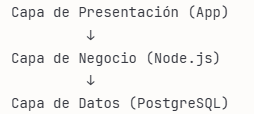 Capa de Presentación (App)
↓
Capa de Negocio (Node.js)
↓
Capa de Datos (PostgreSQL)